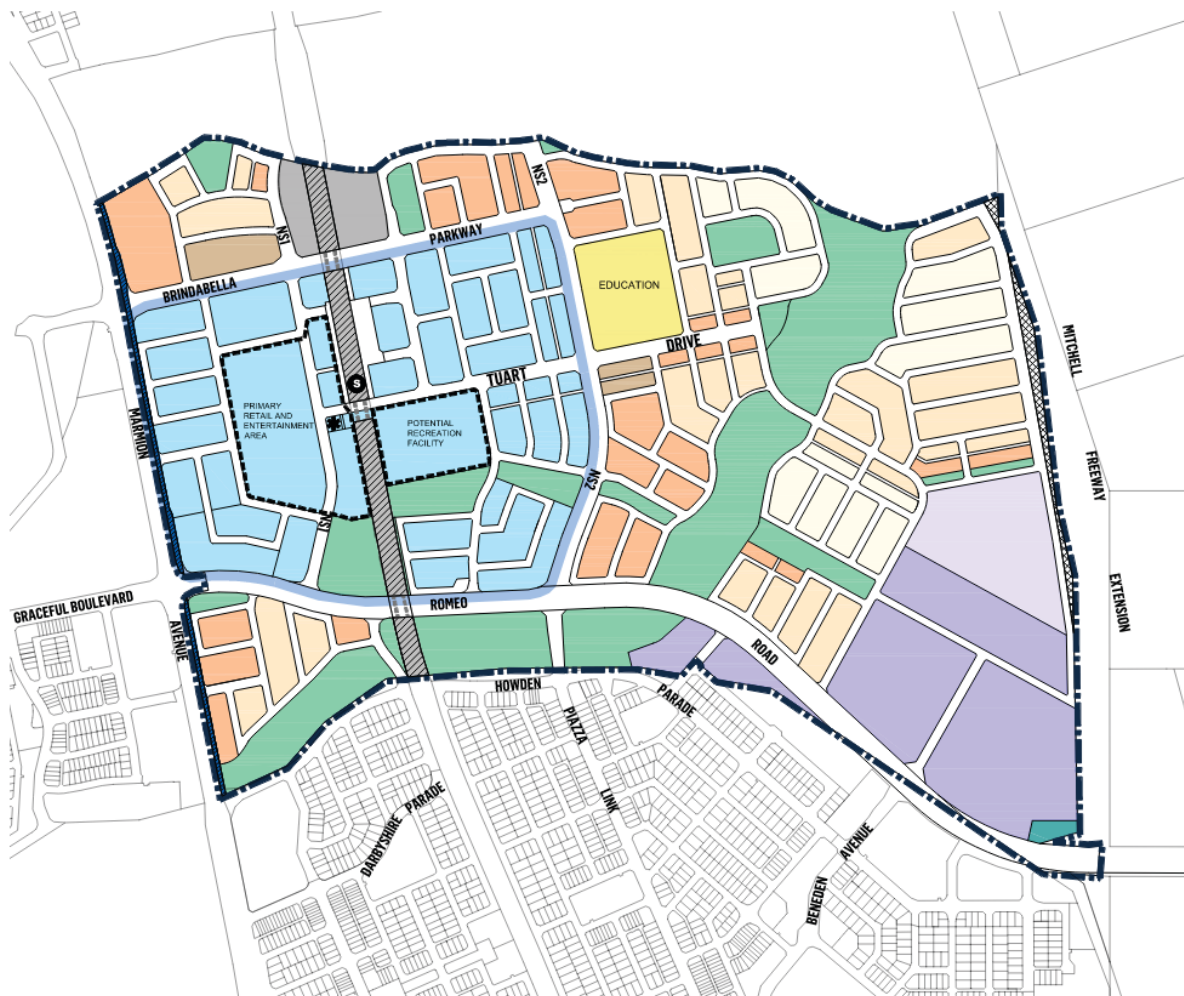 NS2
NS1
PARKWAY
BRINDABELLA
EDUCATION
DRIVE
MITCHELL
TUART
S
PRIMARY
RETAIL AND
ENTERTAINMENT
AREA
POTENTIAL
RECREATION
FACILITY
MARMION
FREEWAY
NS2
NS1
EXTENSION
GRACEFUL BOULEVARD
ROMEO
AVENUE
ROAD
HOWDEN
PARADE
PIAZZA
LINK
DARBYSHIRE PARADE
BENEDEN AVENUE